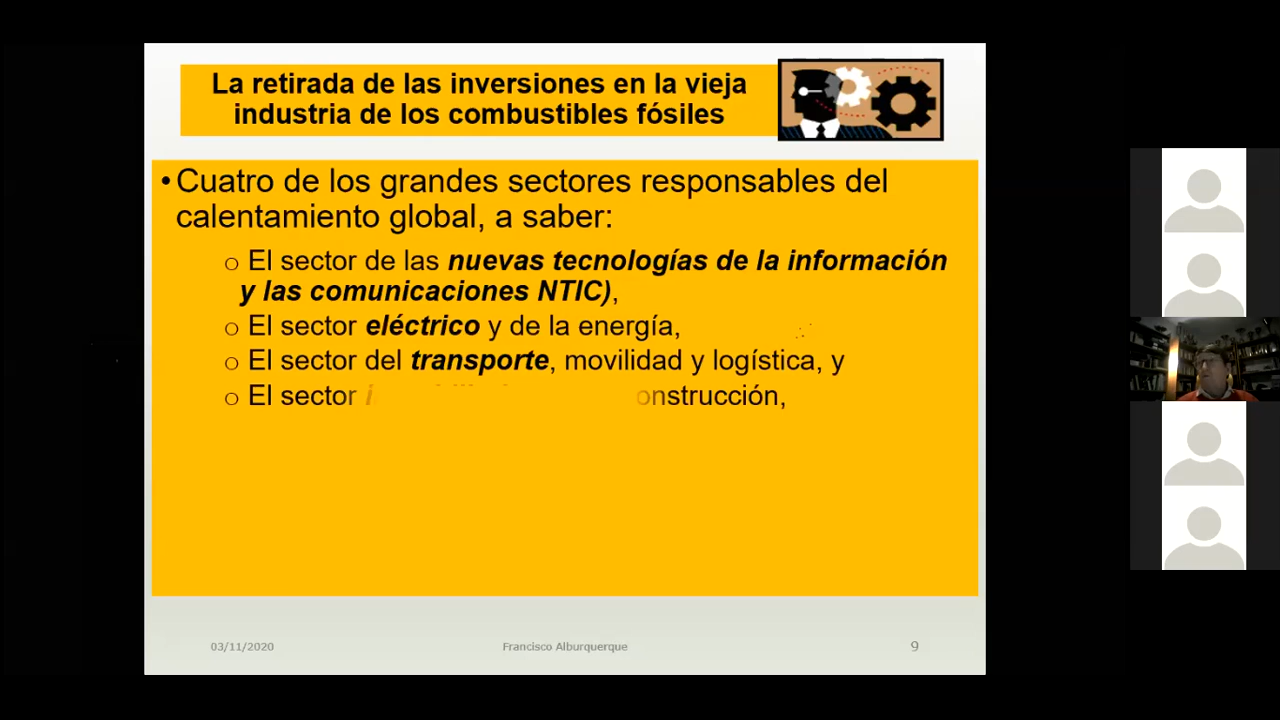 La retirada de las inversiones en la vieja
industria de los combustibles fósiles
• Cuatro de los grandes sectores responsables del
calentamiento global, a saber:
o El sector de las nuevas tecnologías de la información
y las comunicaciones NTIC),
o El sector eléctrico y de la energía,
o El sector del transporte, movilidad y logística, y
o El sector onstrucción,
03/11/2020
Francisco Alburquerque
9